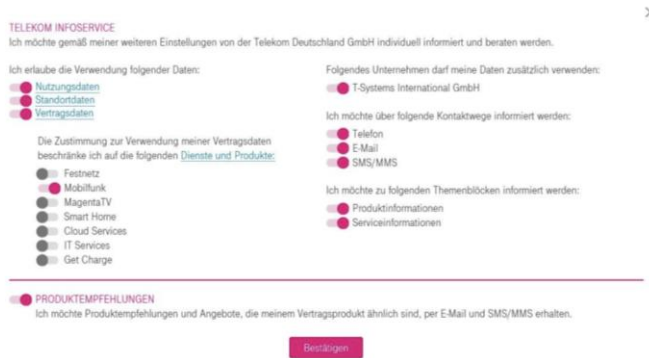 TELEKOM INFOSERVICE
Ich möchte gemäß meiner weiteren Einstellungen von der Telekom Deutschland GmbH individuell informiert und beraten werden.
Ich erlaube die Verwendung folgender Daten:
Nutzungsdaten
Standortdaten
Vertragsdaten
Die Zustimmung zur Verwendung meiner Vertragsdaten
beschränke ich auf die folgenden Dienste und Produkte:
Festnetz
Mobilfunk
MagentaTV
Smart Home
Cloud Services
IT Services
Get Charge
Folgendes Unternehmen darf meine Daten zusätzlich verwenden:
T-Systems International GmbH
Ich möchte über folgende Kontaktwege informiert werden:
Telefon
E-Mail
SMS/MMS
Ich möchte zu folgenden Themenblöcken informiert werden:
Produktinformationen
Serviceinformationen
PRODUKTEMPFEHLUNGEN
Ich möchte Produktempfehlungen und Angebote, die meinem Vertragsprodukt ähnlich sind, per E-Mail und SMS/MMS erhalten.
Bestätigen